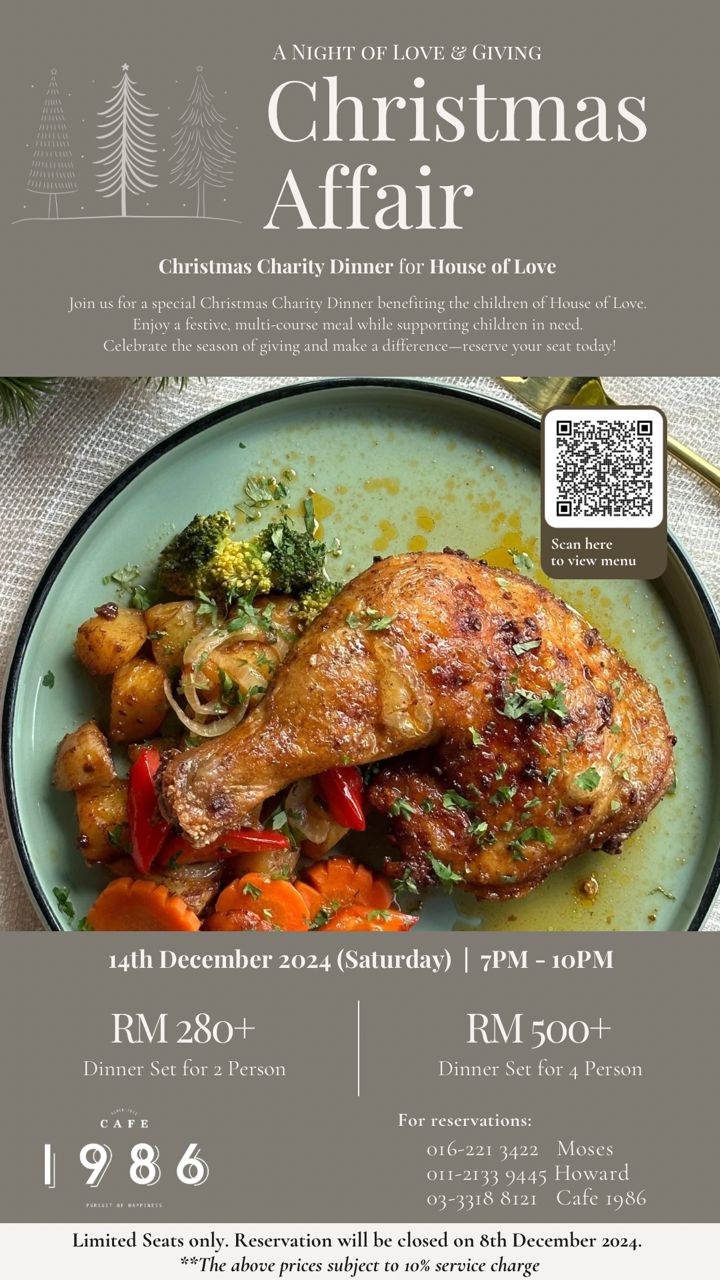 A Night of Love & Giving
Christmas
Affair
Christmas Charity Dinner for House of Love
Join us for a special Christmas Charity Dinner benefiting the children of House of Love.
Enjoy a festive, multi-course meal while supporting children in need.
Celebrate the season of giving and make a difference—reserve your seat today!
Scan here
to view menu
14th December 2024 (Saturday) | 7PM - 10PM
RM 280+
Dinner Set for 2 Person
RM 500+
Dinner Set for 4 Person
CAFE
1986
PURSUIT OF HAPPINESS
For reservations:
016-221 3422 Moses
011-2133 9445 Howard
03-3318 8121 Cafe 1986
Limited Seats only. Reservation will be closed on 8th December 2024.
**The above prices subject to 10% service charge